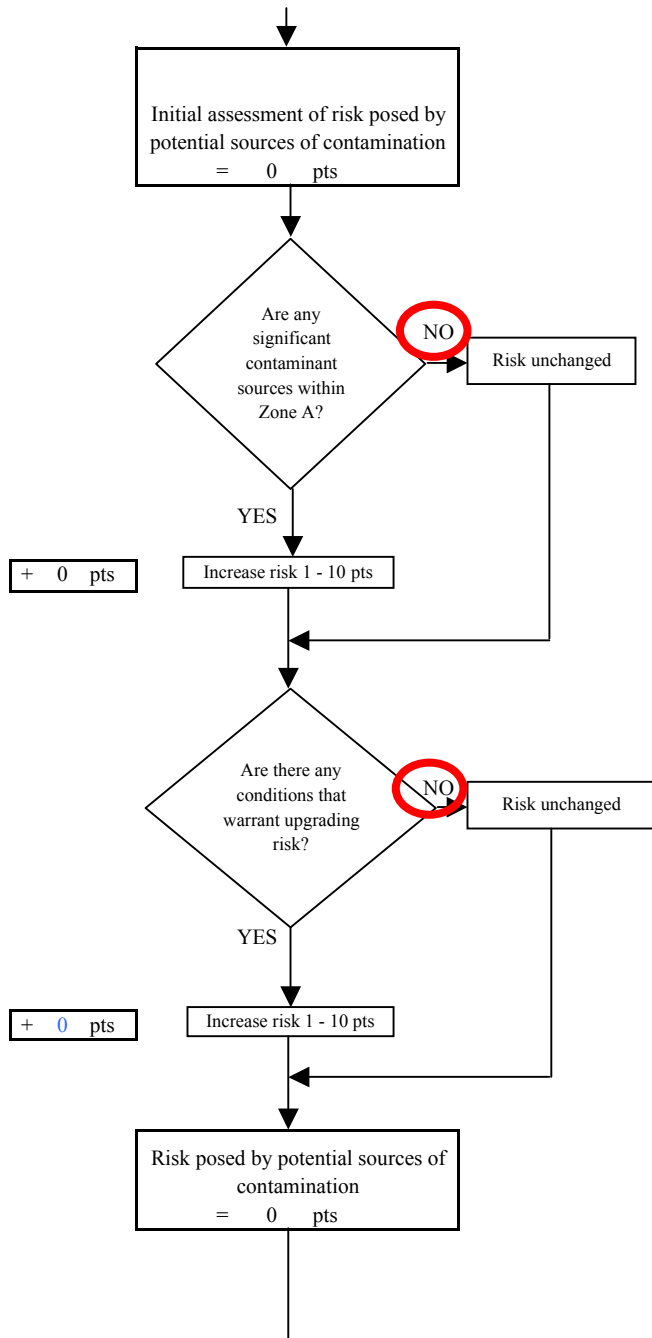 Initial assessment of risk posed by
potential sources of contamination
= 0 pts
Are any
significant
contaminant
sources within
Zone A?
NO
Risk unchanged
YES
+ 0 pts
Increase risk 1 - 10 pts
Are there any
conditions that
warrant upgrading
risk?
NO
Risk unchanged
YES
+ 0 pts
Increase risk 1 - 10 pts
Risk posed by potential sources of
contamination
= 0 pts